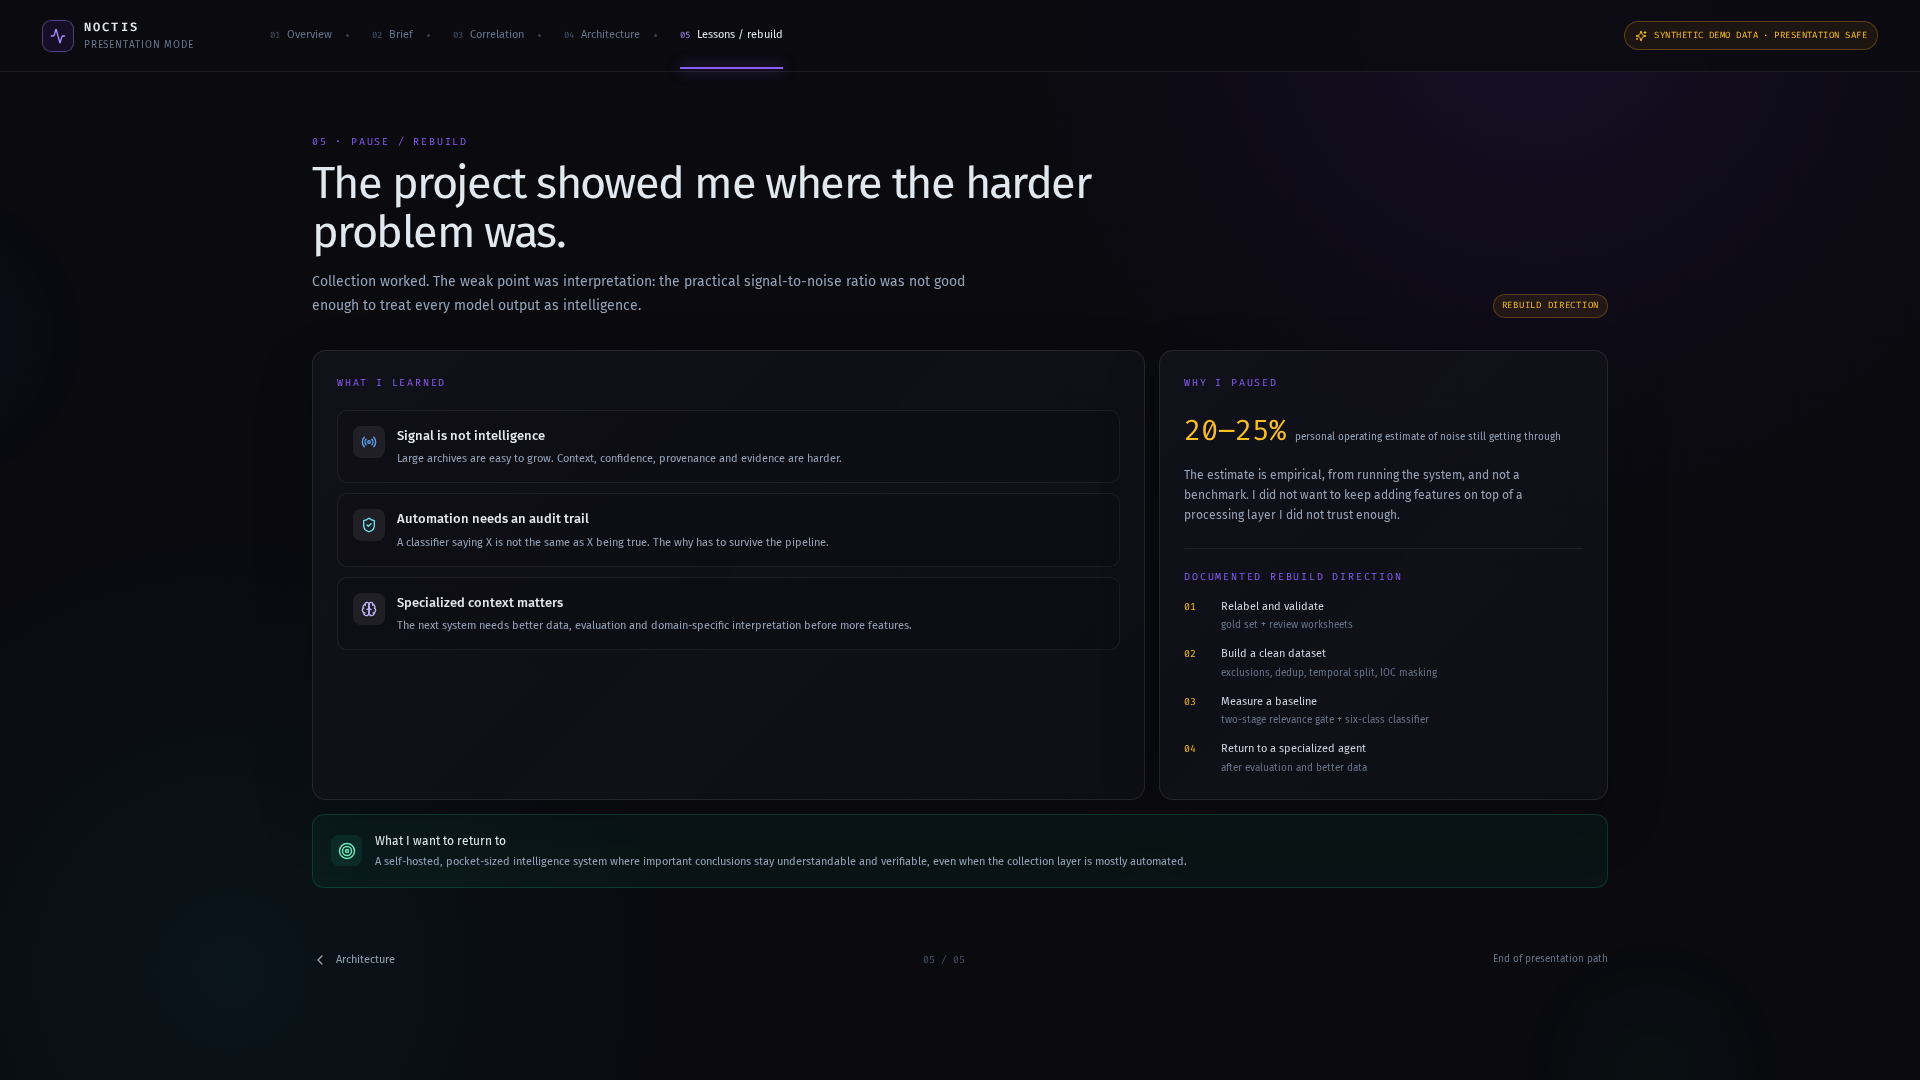 NOCTIS
PRESENTATION MODE
01 Overview • 02 Brief • 03 Correlation • 04 Architecture • 05 Lessons / rebuild
SYNTHETIC DEMO DATA · PRESENTATION SAFE
05 · PAUSE / REBUILD
The project showed me where the harder
problem was.
Collection worked. The weak point was interpretation: the practical signal-to-noise ratio was not good
enough to treat every model output as intelligence.
REBUILD DIRECTION
WHAT I LEARNED
Signal is not intelligence
Large archives are easy to grow. Context, confidence, provenance and evidence are harder.
Automation needs an audit trail
A classifier saying X is not the same as X being true. The why has to survive the pipeline.
Specialized context matters
The next system needs better data, evaluation and domain-specific interpretation before more features.
WHY I PAUSED
20—25% personal operating estimate of noise still getting through
The estimate is empirical, from running the system, and not a
benchmark. I did not want to keep adding features on top of a
processing layer I did not trust enough.
DOCUMENTED REBUILD DIRECTION
01 Relabel and validate
gold set + review worksheets
02 Build a clean dataset
exclusions, dedup, temporal split, IOC masking
03 Measure a baseline
two-stage relevance gate + six-class classifier
04 Return to a specialized agent
after evaluation and better data
What I want to return to
A self-hosted, pocket-sized intelligence system where important conclusions stay understandable and verifiable, even when the collection layer is mostly automated.
Architecture
05 / 05
End of presentation path